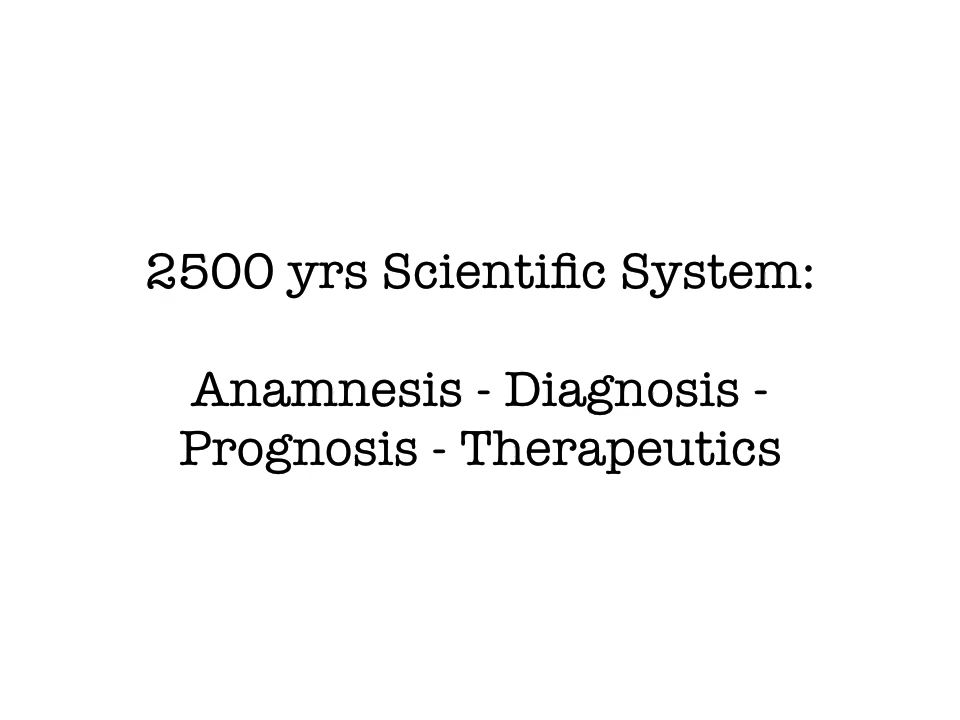 2500 yrs Scientific System:
Anamnesis - Diagnosis -
Prognosis - Therapeutics